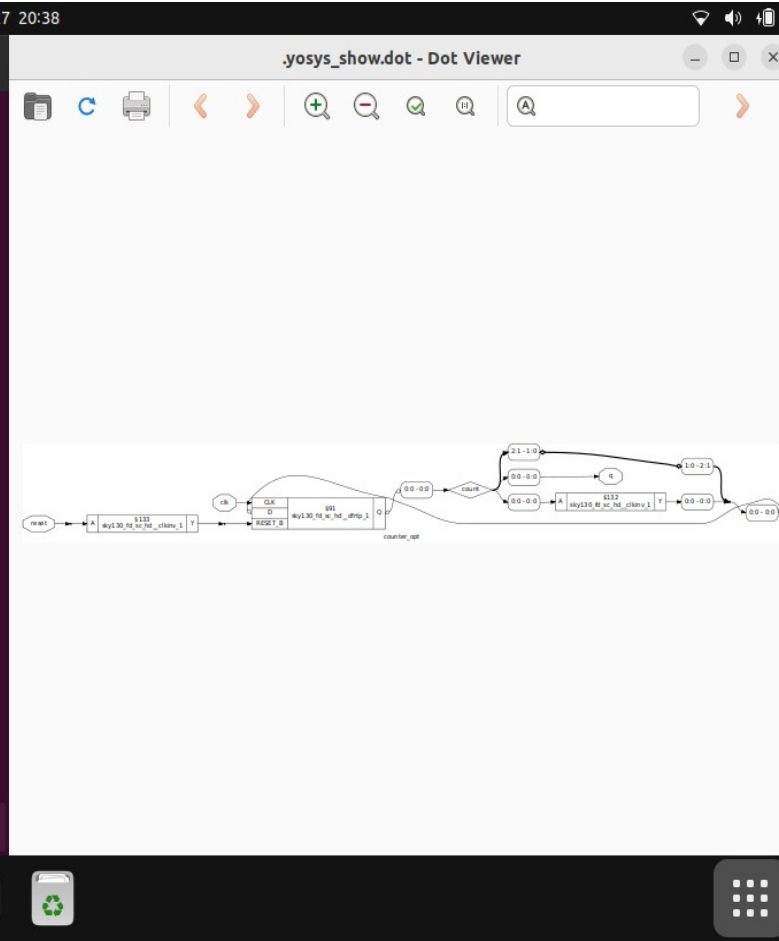 7 20:38
.yosys_show.dot - Dot Viewer
A
2:1 - 1:0
1:0 - 2:1
0:0 - 0:0
q
clk
CLK
D
RESET_B
$91
sky130_fd_sc_hd__dfrtp_1
Q
0:0 - 0:0
count
0:0 - 0:0
A
$132
sky130_fd_sc_hd__clkinv_1
Y
0:0 - 0:0
0:0 - 0:0
reset
A
$133
sky130_fd_sc_hd__clkinv_1
Y
counter_opt